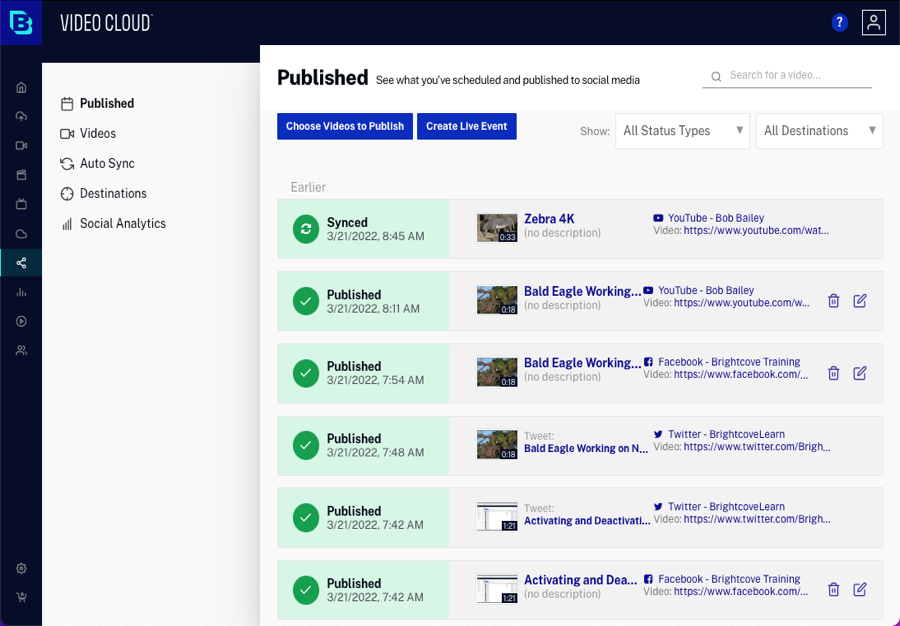 VIDEO CLOUD
?
Published
Videos
Auto Sync
Destinations
Social Analytics
Published See what you've scheduled and published to social media
Search for a video...
Choose Videos to Publish
Create Live Event
Show:
All Status Types
All Destinations
Earlier
Synced
3/21/2022, 8:45 AM
0:33
Zebra 4K
(no description)
YouTube - Bob Bailey
Video: https://www.youtube.com/wat...
Published
3/21/2022, 8:11 AM
0:18
Bald Eagle Working...
(no description)
YouTube - Bob Bailey
Video: https://www.youtube.com/w...
Published
3/21/2022, 7:54 AM
0:18
Bald Eagle Working...
(no description)
Facebook - Brightcove Training
Video: https://www.facebook.com/...
Published
3/21/2022, 7:48 AM
0:18
Tweet:
Bald Eagle Working on N...
Twitter - BrightcoveLearn
Video: https://www.twitter.com/Brigh...
Published
3/21/2022, 7:42 AM
1:21
Tweet:
Activating and Deactivati...
Twitter - BrightcoveLearn
Video: https://www.twitter.com/Brigh...
Published
3/21/2022, 7:42 AM
1:21
Activating and Dea...
(no description)
Facebook - Brightcove Training
Video: https://www.facebook.com/...